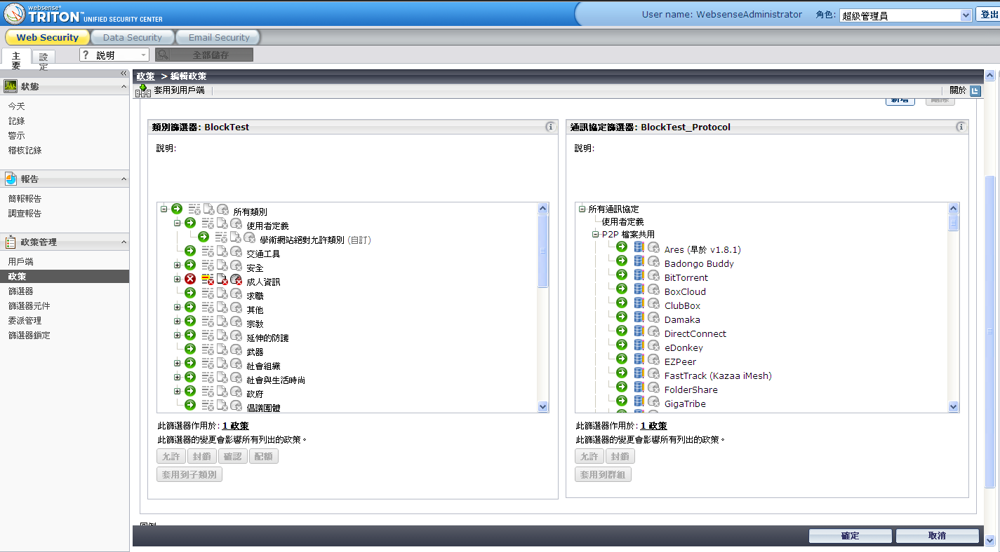 websense®
TRITON™ UNIFIED SECURITY CENTER
User name: WebsenseAdministrator 角色: 超級管理員 登出
Web Security Data Security Email Security
主要 設定 ? 說明 全部儲存
政策 > 編輯政策
套用到用戶端 關於
狀態
今天
記錄
警示
稽核記錄
報告
簡報報告
調查報告
政策管理
用戶端
政策
篩選器
篩選器元件
委派管理
篩選器鎖定
新增 刪除
類別篩選器: BlockTest
說明:
所有類別
使用者定義
學術網站絕對允許類別 (自訂)
交通工具
安全
成人資訊
求職
其他
宗教
延伸的防護
武器
社會組織
社會與生活時尚
政府
倡議團體
此篩選器作用於: 1 政策
此篩選器的變更會影響所有列出的政策。
允許 封鎖 確認 配額
套用到子類別
通訊協定篩選器: BlockTest_Protocol
說明:
所有通訊協定
使用者定義
P2P 檔案共用
Ares (早於 v1.8.1)
Badongo Buddy
BitTorrent
BoxCloud
ClubBox
Damaka
DirectConnect
eDonkey
EZPeer
FastTrack (Kazaa iMesh)
FolderShare
GigaTribe
此篩選器作用於: 1 政策
此篩選器的變更會影響所有列出的政策。
允許 封鎖
套用到群組
圖例
確定 取消